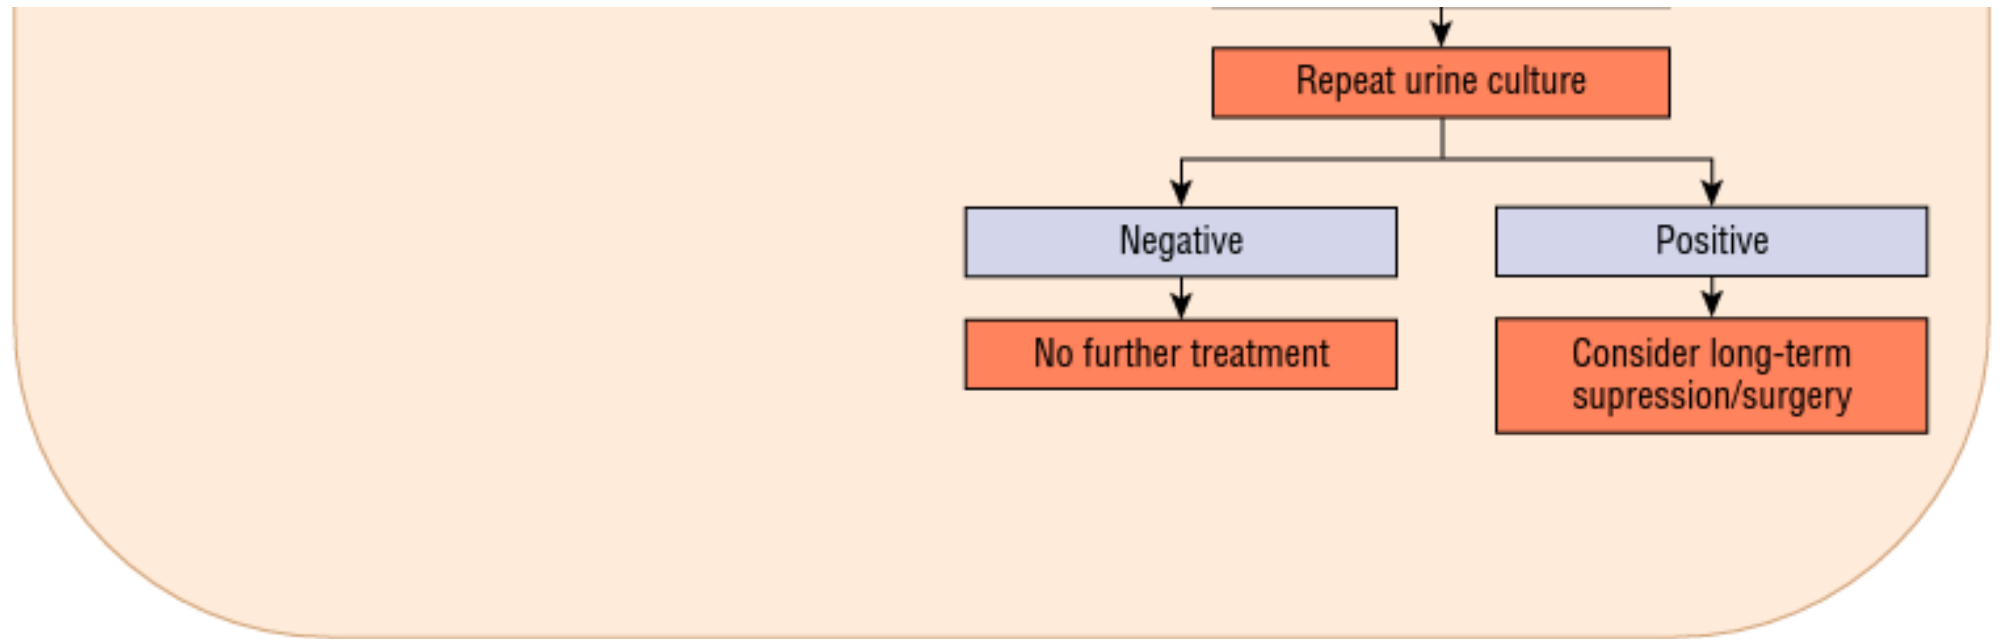 Repeat urine culture
Negative
Positive
No further treatment
Consider long-term
supression/surgery